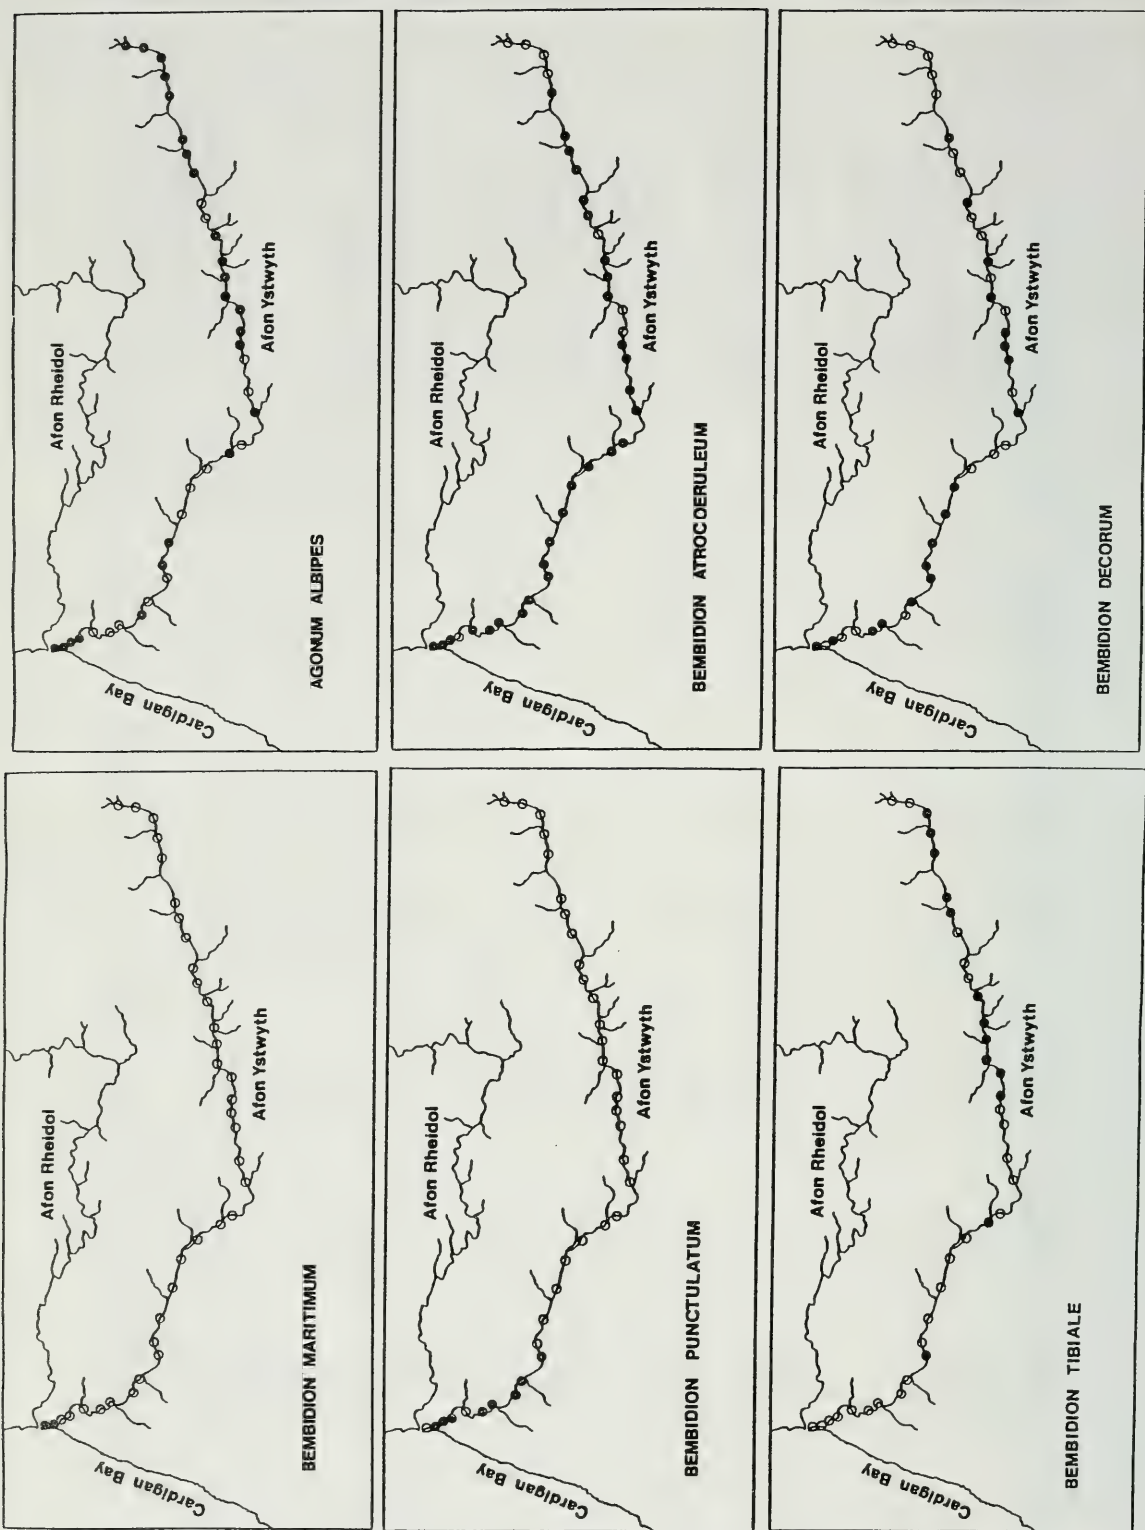 Afon Rheidol
Afon Ystwyth
Cardigan Bay
AGONUM ALBIPES
Afon Rheidol
Afon Ystwyth
Cardigan Bay
BEMBIDION ATROCOERULEUM
Afon Rheidol
Afon Ystwyth
Cardigan Bay
BEMBIDION DECORUM
Afon Rheidol
Afon Ystwyth
Cardigan Bay
BEMBIDION MARITIMUM
Afon Rheidol
Afon Ystwyth
Cardigan Bay
BEMBIDION PUNCTULATUM
Afon Rheidol
Afon Ystwyth
Cardigan Bay
BEMBIDION TIBIALE